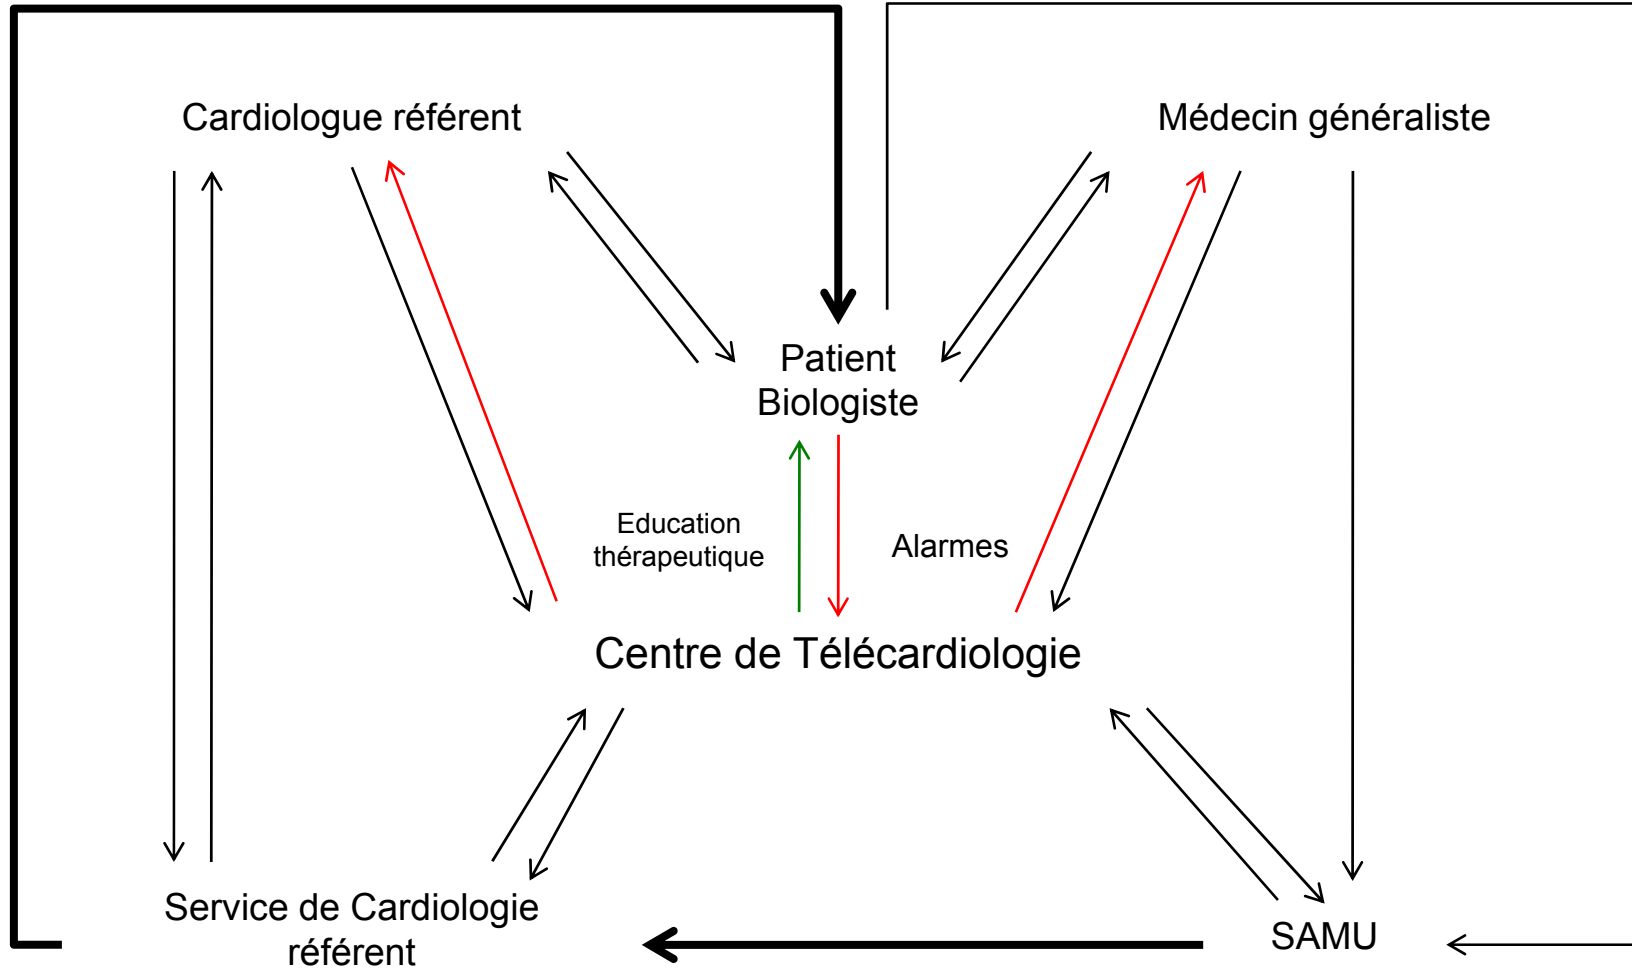 Cardiologue référent
Médecin généraliste
Patient
Biologiste
Education
thérapeutique
Alarmes
Centre de Télécardiologie
Service de Cardiologie
référent
SAMU